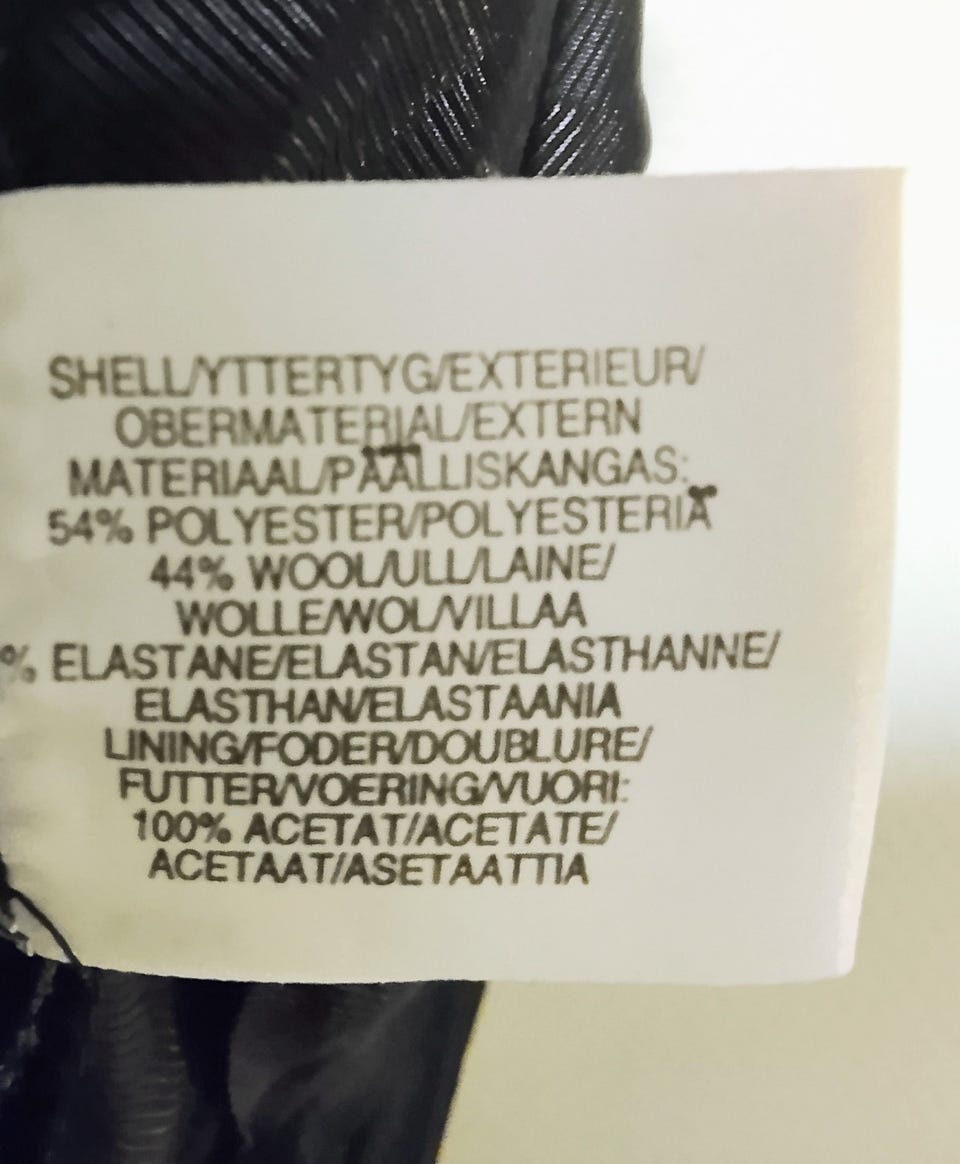 SHELL/YTTERTYG/EXTERIEUR/
OBERMATERIAL/EXTERN
MATERIAAL/PÄÄLLISKANGAS:
54% POLYESTER/POLYESTERIÄ
44% WOOL/ULL/LAINE/
WOLLE/WOL/VILLAA
% ELASTANE/ELASTAN/ELASTHANNE/
ELASTHAN/ELASTAANIA
LINING/FODER/DOUBLURE/
FUTTER/VOERING/VUORI:
100% ACETAT/ACETATE/
ACETAAT/ASETAATTIA